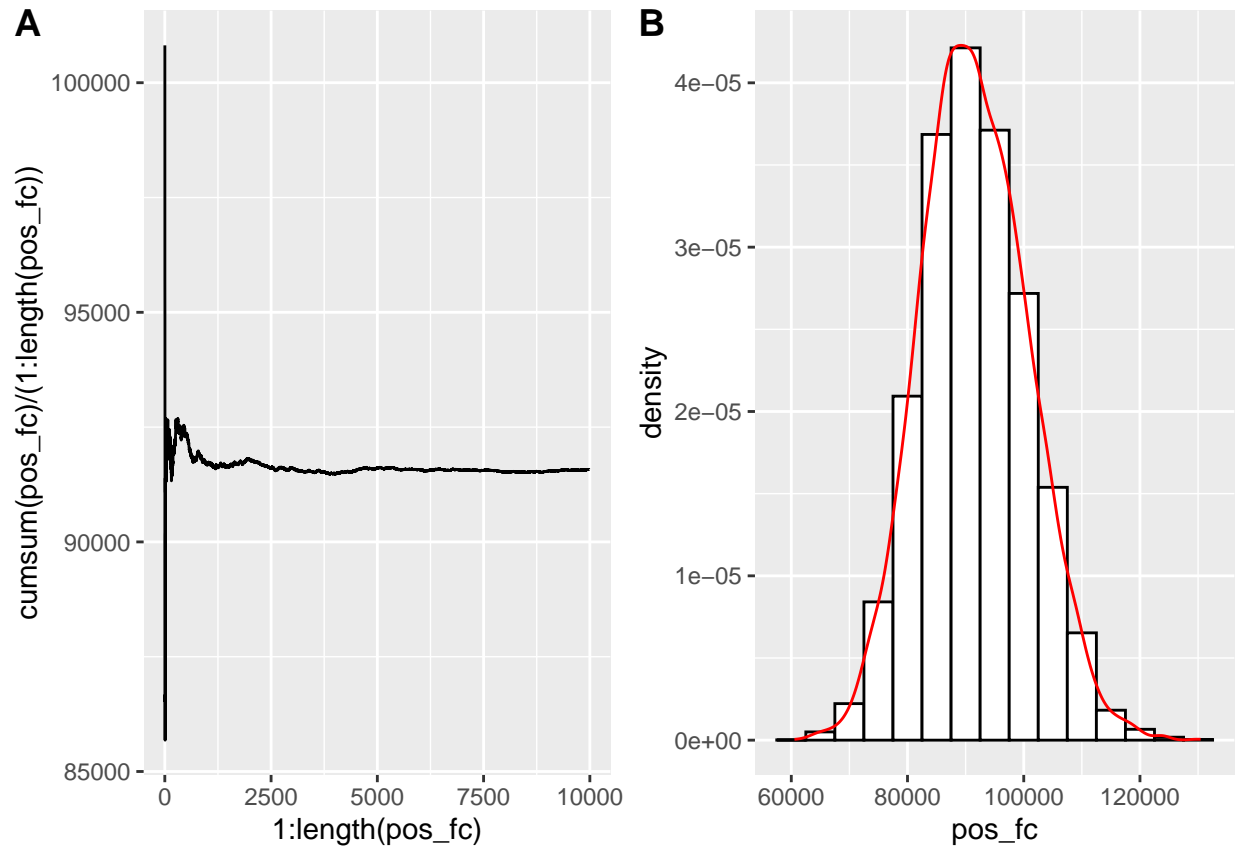 A
100000
95000
90000
85000
cumsum(pos_fc)/(1:length(pos_fc))
0 2500 5000 7500 10000
1:length(pos_fc)
B
4e−05
3e−05
2e−05
1e−05
0e+00
density
60000 80000 100000 120000
pos_fc